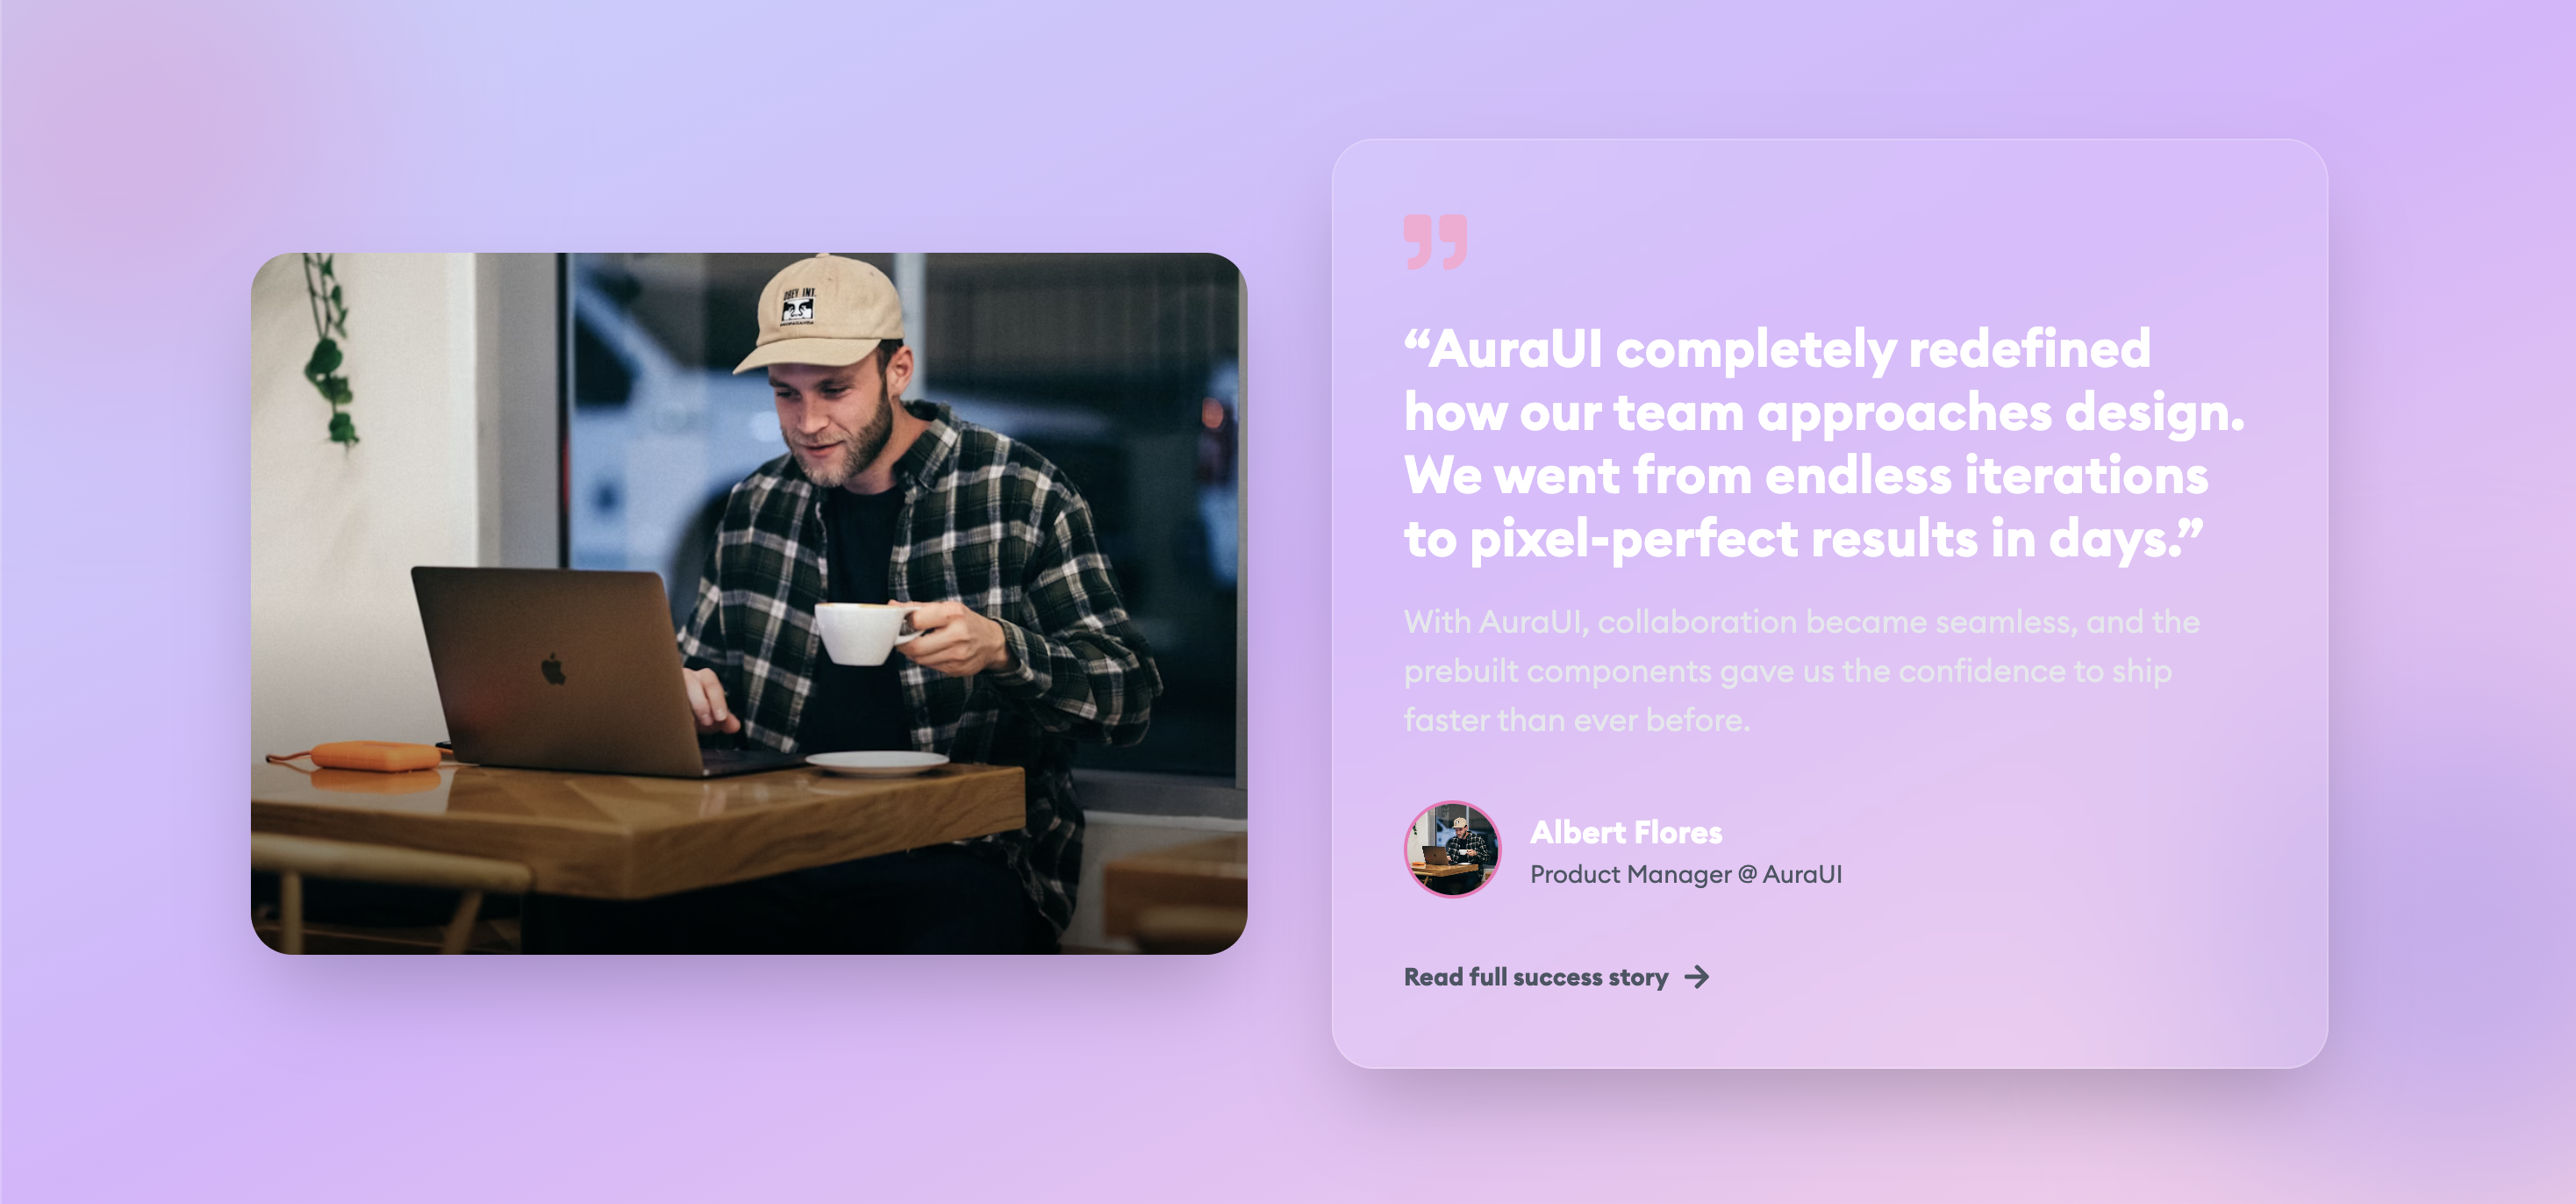 OBEY INT.
“AuraUI completely redefined
how our team approaches design.
We went from endless iterations
to pixel-perfect results in days.”
With AuraUI, collaboration became seamless, and the
prebuilt components gave us the confidence to ship
faster than ever before.
Albert Flores
Product Manager @ AuraUI
Read full success story